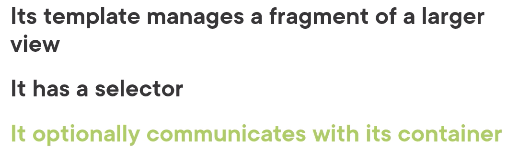 Its template manages a fragment of a larger
view
It has a selector
It optionally communicates with its container